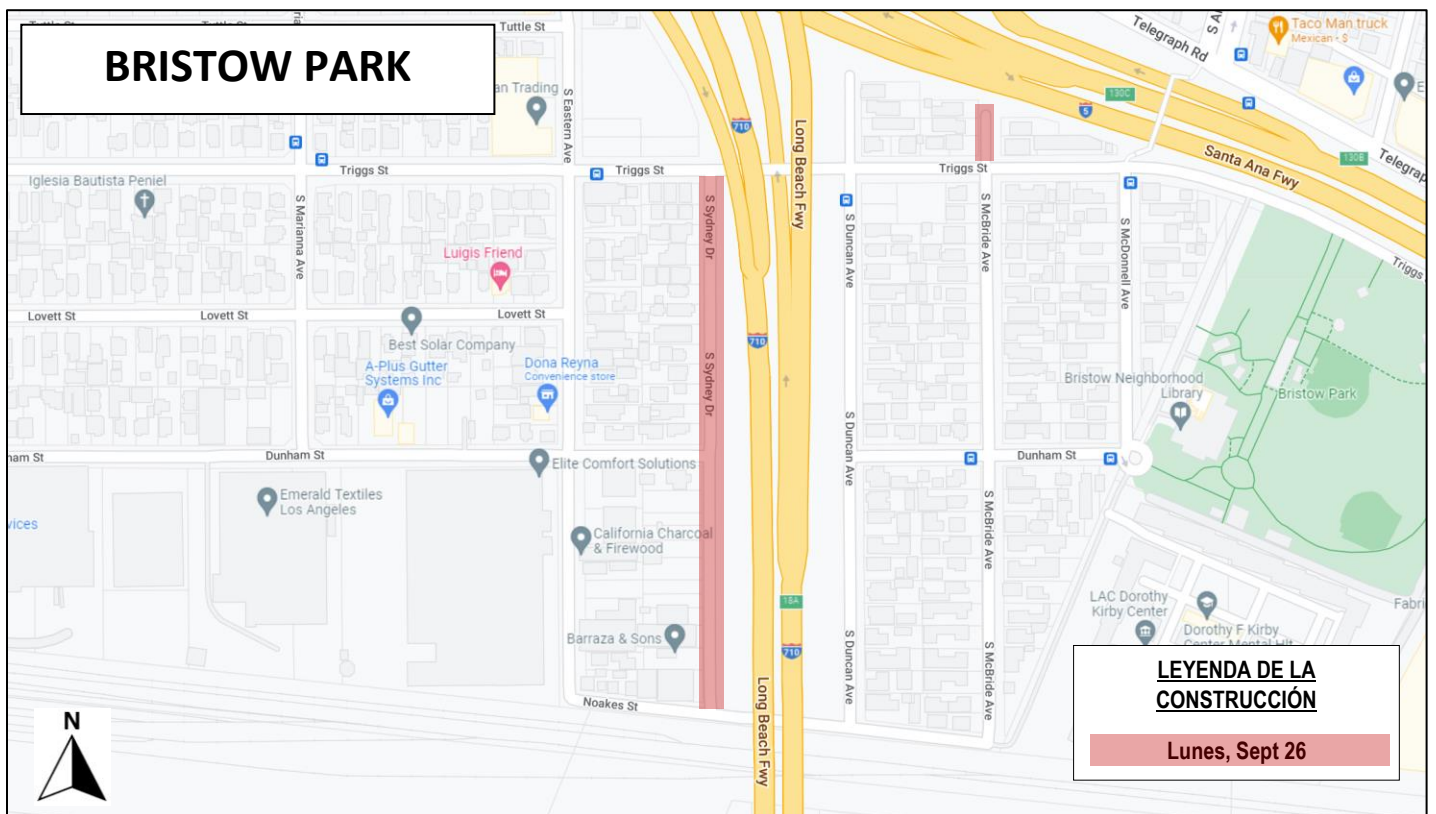 BRISTOW PARK
Tuttle St
an Trading
S Eastern Ave
Telegraph Rd
Taco Man truck
Mexican · $
130C
5
710
Long Beach Fwy
Santa Ana Fwy
130B
Telegrap
Triggs St
Triggs St
Triggs St
Triggs
Iglesia Bautista Peniel
S Marianna Ave
S Sydney Dr
S Duncan Ave
S McBride Ave
S McDonnell Ave
Luigis Friend
Lovett St
Lovett St
Lovett St
Best Solar Company
A-Plus Gutter
Systems Inc
Dona Reyna
Convenience store
S Sydney Dr
710
Bristow Neighborhood
Library
Bristow Park
S Duncan Ave
ham St
Dunham St
Dunham St
Elite Comfort Solutions
Emerald Textiles
Los Angeles
vices
California Charcoal
& Firewood
S McBride Ave
18A
LAC Dorothy
Kirby Center
Dorothy F Kirby
Center Mental Hlt
Fabri
Barraza & Sons
710
S Duncan Ave
S McBride Ave
Noakes St
Long Beach Fwy
N
LEYENDA DE LA
CONSTRUCCIÓN
Lunes, Sept 26